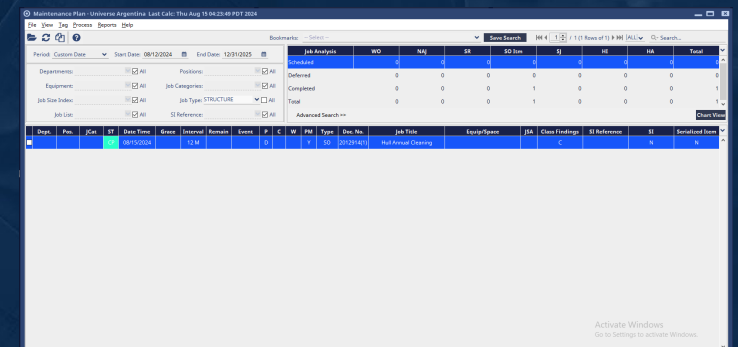 Maintenance Plan - Universe Argentina Last Calc: Thu Aug 15 04:23:49 PDT 2024
File View Tag Process Reports Help
Bookmarks: --Select -- Save Search 1 / 1 (1 Rows of 1) [ALL] Search...
Period: Custom Date Start Date: 08/12/2024 End Date: 12/31/2025
Departments: All Positions: All
Equipment: All Job Categories: All
Job Size Index: All Job Type: STRUCTURE All
Job List: All SI Reference: All
Job Analysis WO NAJ SR SO Itm SJ HI HA Total
Scheduled 0 0 0 0 0 0 0 0
Deferred 0 0 0 0 0 0 0 0
Completed 0 0 0 1 0 0 0 1
Total 0 0 0 1 0 0 0 1
Advanced Search >> Chart View
Dept. Pos. JCat ST Date Time Grace Interval Remain Event P C W PM Type Doc. No. Job Title Equip/Space JSA Class Findings SI Reference SI Serialized Item
08/15/2024 12 M D Y SO 2012914(1) Hull Annual Cleaning C N N
Activate Windows
Go to Settings to activate Windows.